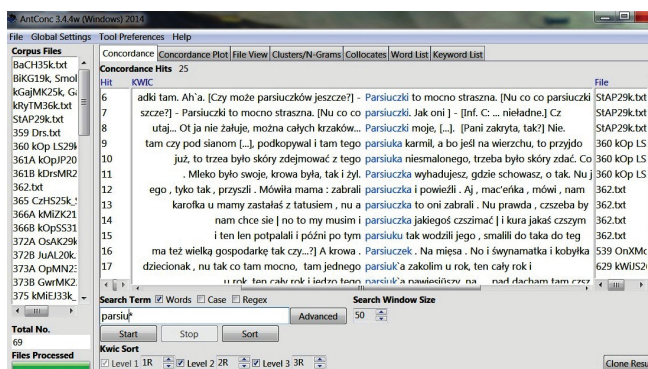 AntConc 3.4.4w (Windows) 2014
File Global Settings Tool Preferences Help
Corpus Files
BaCH35k.txt
BiKG19k, Smol
kGajMK25k, Ga
kRyTM36k.txt
StAP29k.txt
359 Drs.txt
360 kOp LS29k
361A kOpJP20
361B kDrsMR2
362.txt
365 CzHS25k_S
366A kMiZK21
366B kOpSS31
372A OsAK29k
372B JuAL20k.
373A OpMN23
373B GwrMK2.
375 kMiEJ33k_
Total No.
69
Files Processed
Concordance Concordance Plot File View Clusters/N-Grams Collocates Word List Keyword List
Concordance Hits 25
Hit KWIC File
6 adki tam. Ah`a. [Czy może parsiuczków jeszcze?] - Parsiuczki to mocno straszna. [Nu co co parsiuczki StAP29k.txt
7 szcze?] - Parsiuczki to mocno straszna. [Nu co co parsiuczki. Jak oni ] - [Inf. C: ... nieładne.] Cz StAP29k.txt
8 utaj... Ot ja nie żałuje, można całych krzaków... Parsiuczki moje, [...]. [Pani zakryta, tak?] Nie. StAP29k.txt
9 tam czy pod sianom [...], podkopywal i tam tego parsiuka karmil, a bo jeśl na wierzchu, to przyjdo 360 kOp LS
10 już, to trzea było skóry zdejmować z tego parsiuka niesmalonego, trzeba było skóry zdać. Co 360 kOp LS
11 . Mleko było swoje, krowa była, tak i żyl. Parsiuczka wyhadujesz, gdzie schowasz, o tak. Nu j 360 kOp LS
12 ego , tyko tak , przyszli . Mówiła mama : zabrali parsiuczka i powieźli . Aj , mac'eńka , mówi , nam 362.txt
13 karofka u mamy zastałaś z tatusiem , nu a parsiuczka to oni zabrali . Nu prawda , czszeba by 362.txt
14 nam chce sie | no to my musim i parsiuczka jakiegoś czszimać | i kura jakaś czszym 362.txt
15 i ten len potpalali i póżni po tym parsiuku tak wodzili jego , smalili do taka do teg 362.txt
16 ma też wielką gospodarkę tak czy...?] A krowa . Parsiuczek . Na mięsa . No i śwynamatka i kobyłka 539 OnXMc
17 dziecionak , nu tak co tam mocno, tam jednego parsiuk`a zakolim u rok, ten cały rok i 629 kWiJS2
Search Term Words Case Regex Search Window Size
parsiu* Advanced 50
Start Stop Sort
Kwic Sort
Level 1 1R Level 2 2R Level 3 3R Clone Resu